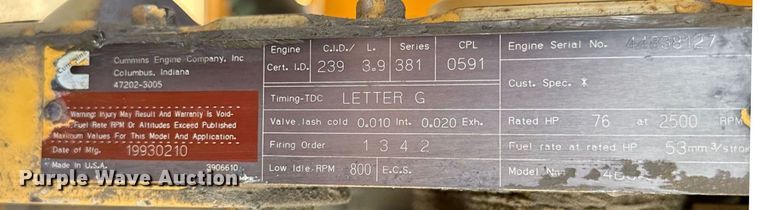 Cummins Engine Company, Inc
Columbus, Indiana
47202-3005
Warning: Injury May Result And Warranty Is Void-
Fuel Rate RPM Or Altitudes Exceed Published
Maximum Values For This Model And Application.
Date of Mfg. 19930210
Made in U.S.A. 3906610
Engine C.I.D./ L. Series CPL
Cert. I.D. 239 3.9 381 0591
Timing-TDC LETTER G
Valve lash cold 0.010 Int. 0.020 Exh.
Firing Order 1 3 4 2
Low Idle RPM 800 E.C.S.
Engine Serial No. 44838127
Cust. Spec. *
Rated HP 76 at 2500 RPM
Fuel rate at rated HP 53 mm³/strok
Model
Purple Wave Auction